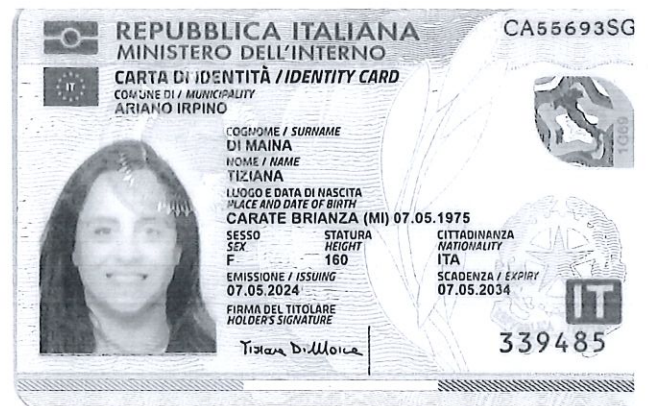 REPUBBLICA ITALIANA
MINISTERO DELL'INTERNO
CA55693SG
CARTA DI IDENTITÀ / IDENTITY CARD
COMUNE DI / MUNICIPALITY
ARIANO IRPINO
IT
COGNOME / SURNAME
DI MAINA
NOME / NAME
TIZIANA
LUOGO E DATA DI NASCITA
PLACE AND DATE OF BIRTH
CARATE BRIANZA (MI) 07.05.1975
SESSO STATURA CITTADINANZA
SEX HEIGHT NATIONALITY
F 160 ITA
EMISSIONE / ISSUING SCADENZA / EXPIRY
07.05.2024 07.05.2034
FIRMA DEL TITOLARE
HOLDER'S SIGNATURE
IT
339485